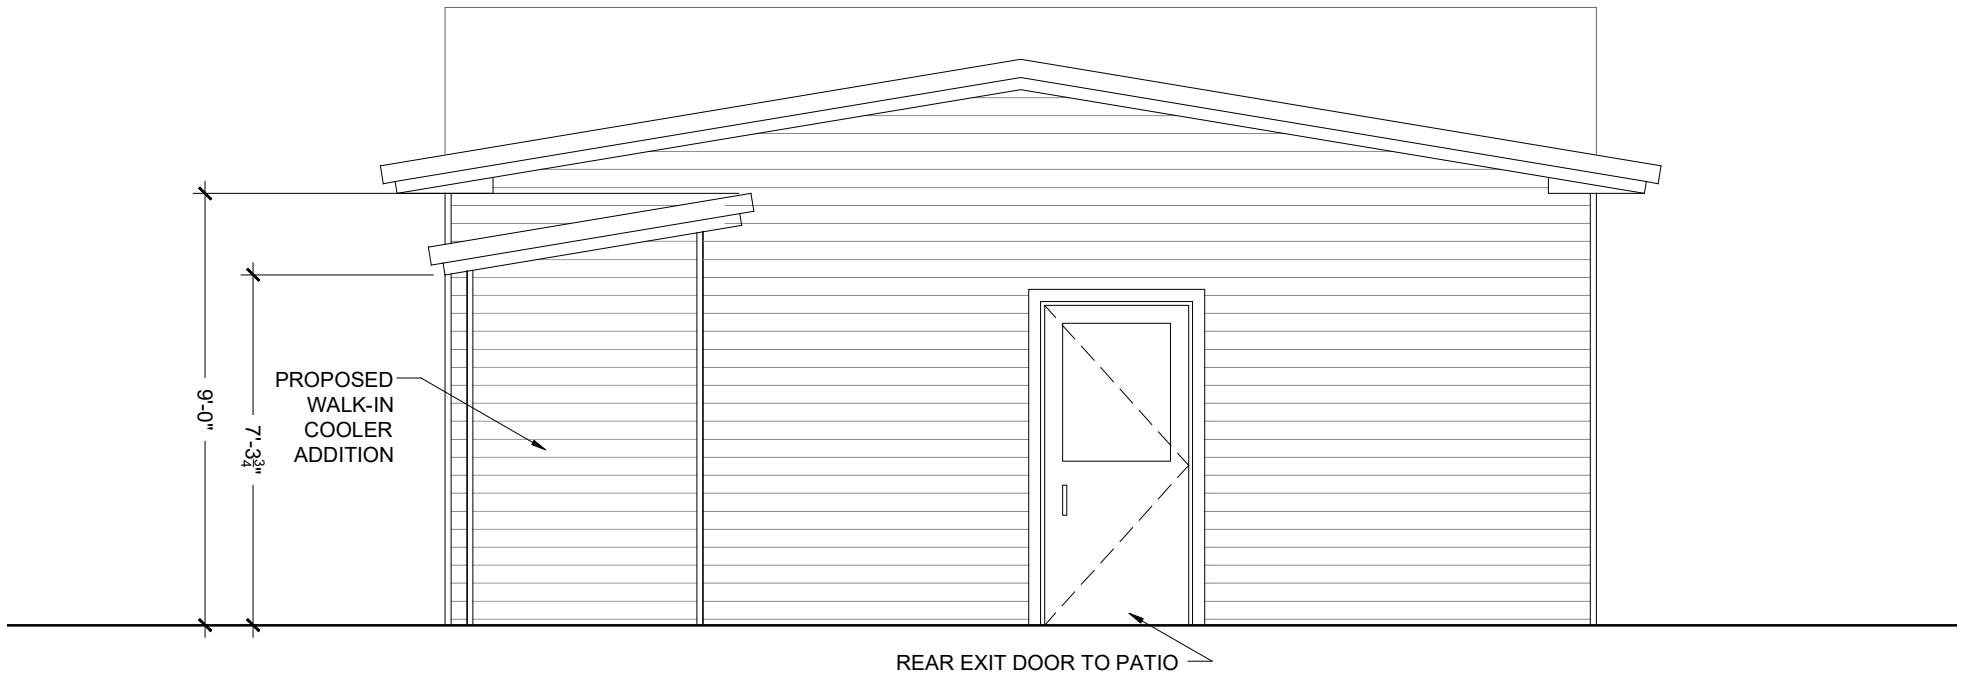 9'-0"
7'-3¾"
PROPOSED
WALK-IN
COOLER
ADDITION
REAR EXIT DOOR TO PATIO